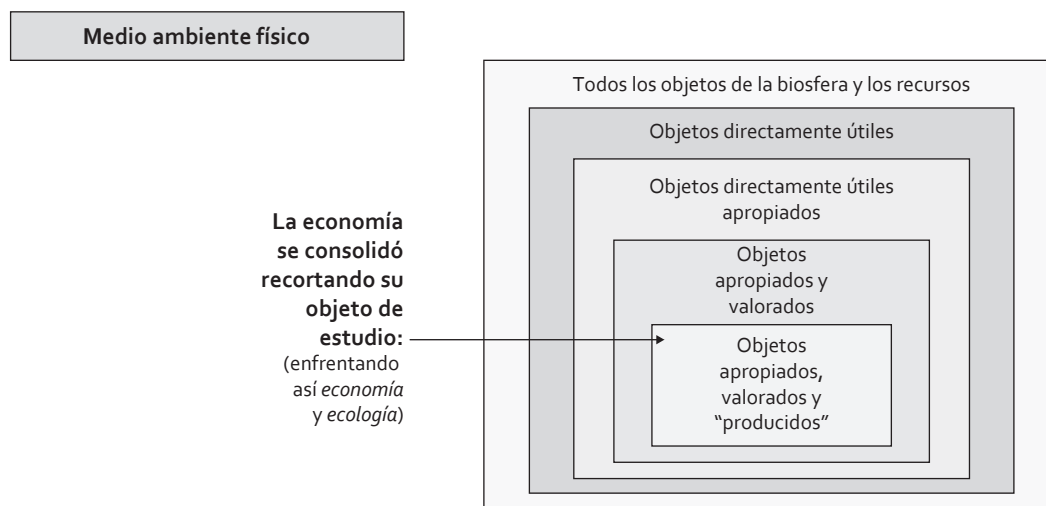 Medio ambiente físico
Todos los objetos de la biosfera y los recursos
Objetos directamente útiles
Objetos directamente útiles
apropiados
Objetos
apropiados y
valorados
Objetos
apropiados,
valorados y
“producidos”
La economía
se consolidó
recortando su
objeto de
estudio:
(enfrentando
así economía
y ecología)